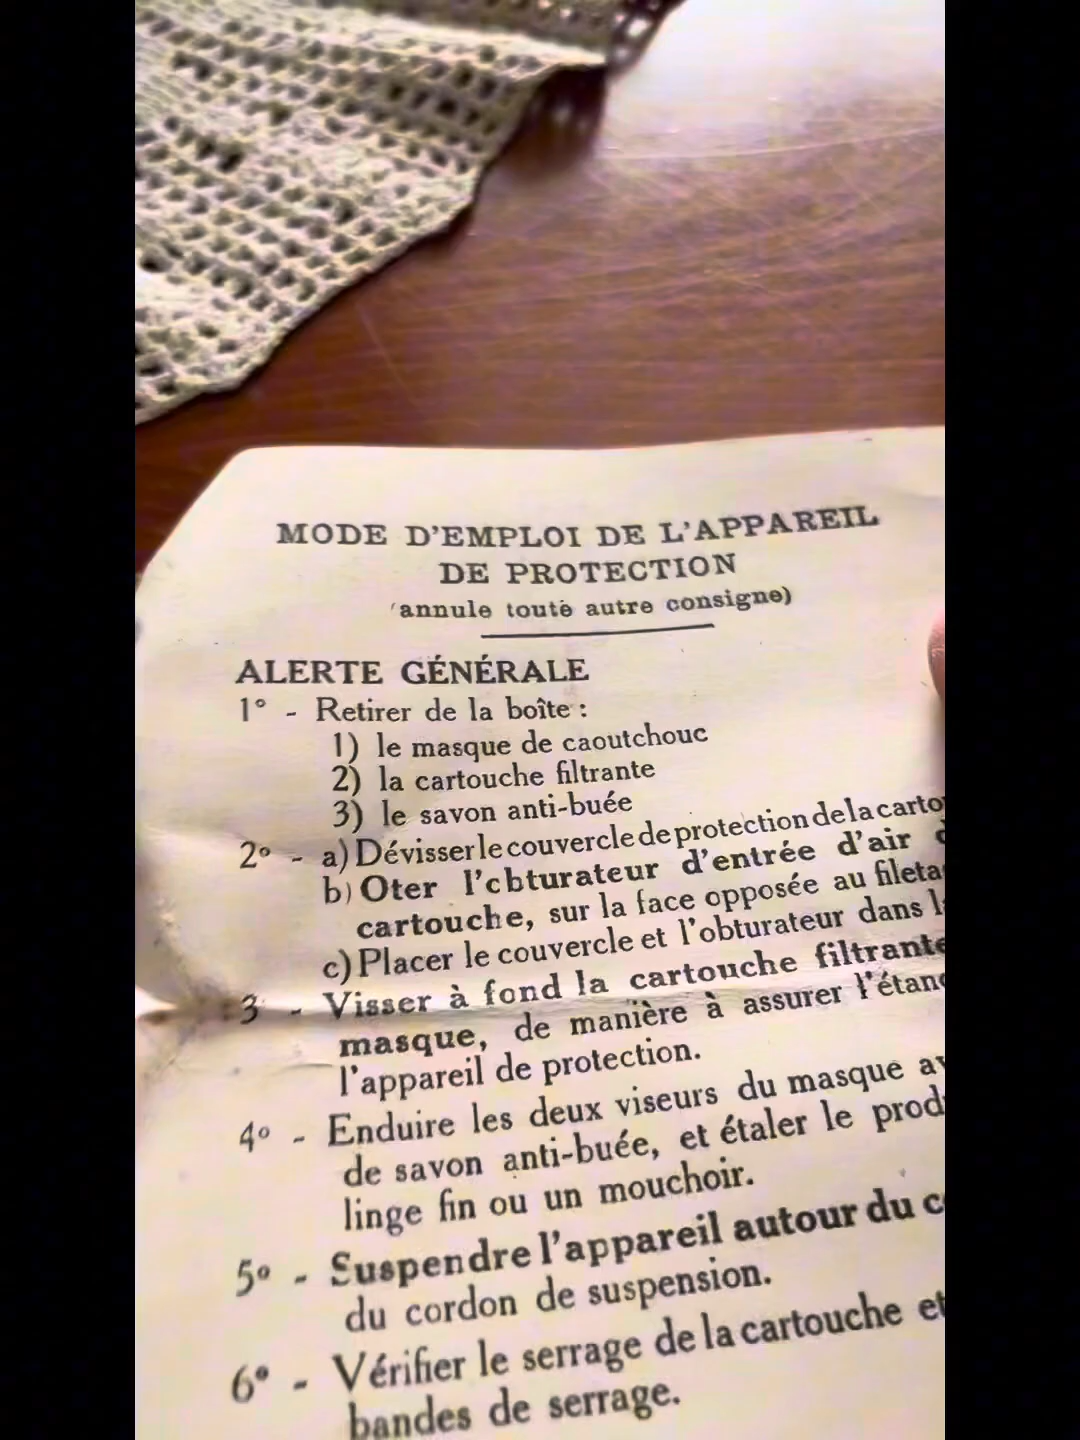 MODE D'EMPLOI DE L'APPAREIL
DE PROTECTION
(annule toute autre consigne)
ALERTE GÉNÉRALE
1° - Retirer de la boîte :
1) le masque de caoutchouc
2) la cartouche filtrante
3) le savon anti-buée
2° - a) Dévisser le couvercle de protection de la carto
b) Oter l'cbturateur d'entrée d'air
cartouche, sur la face opposée au fileta
c) Placer le couvercle et l'obturateur dans l
3 - Visser à fond la cartouche filtrante
masque, de manière à assurer l'étan
l'appareil de protection.
4° - Enduire les deux viseurs du masque av
de savon anti-buée, et étaler le prod
linge fin ou un mouchoir.
5° - Suspendre l'appareil autour du c
du cordon de suspension.
6° - Vérifier le serrage de la cartouche et
bandes de serrage.